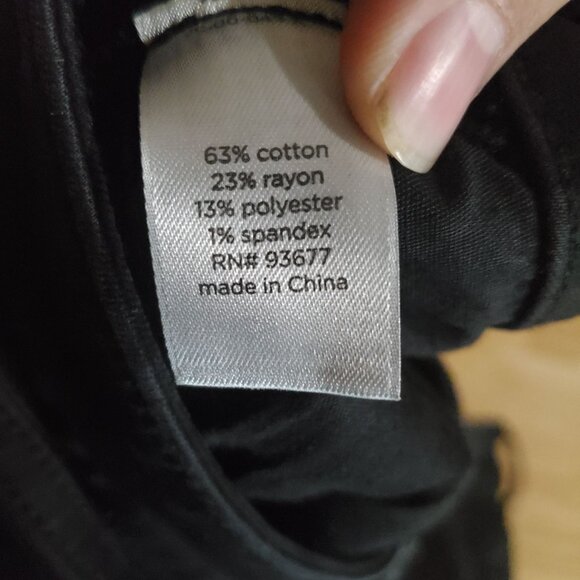 63% cotton
23% rayon
13% polyester
1% spandex
RN# 93677
made in China